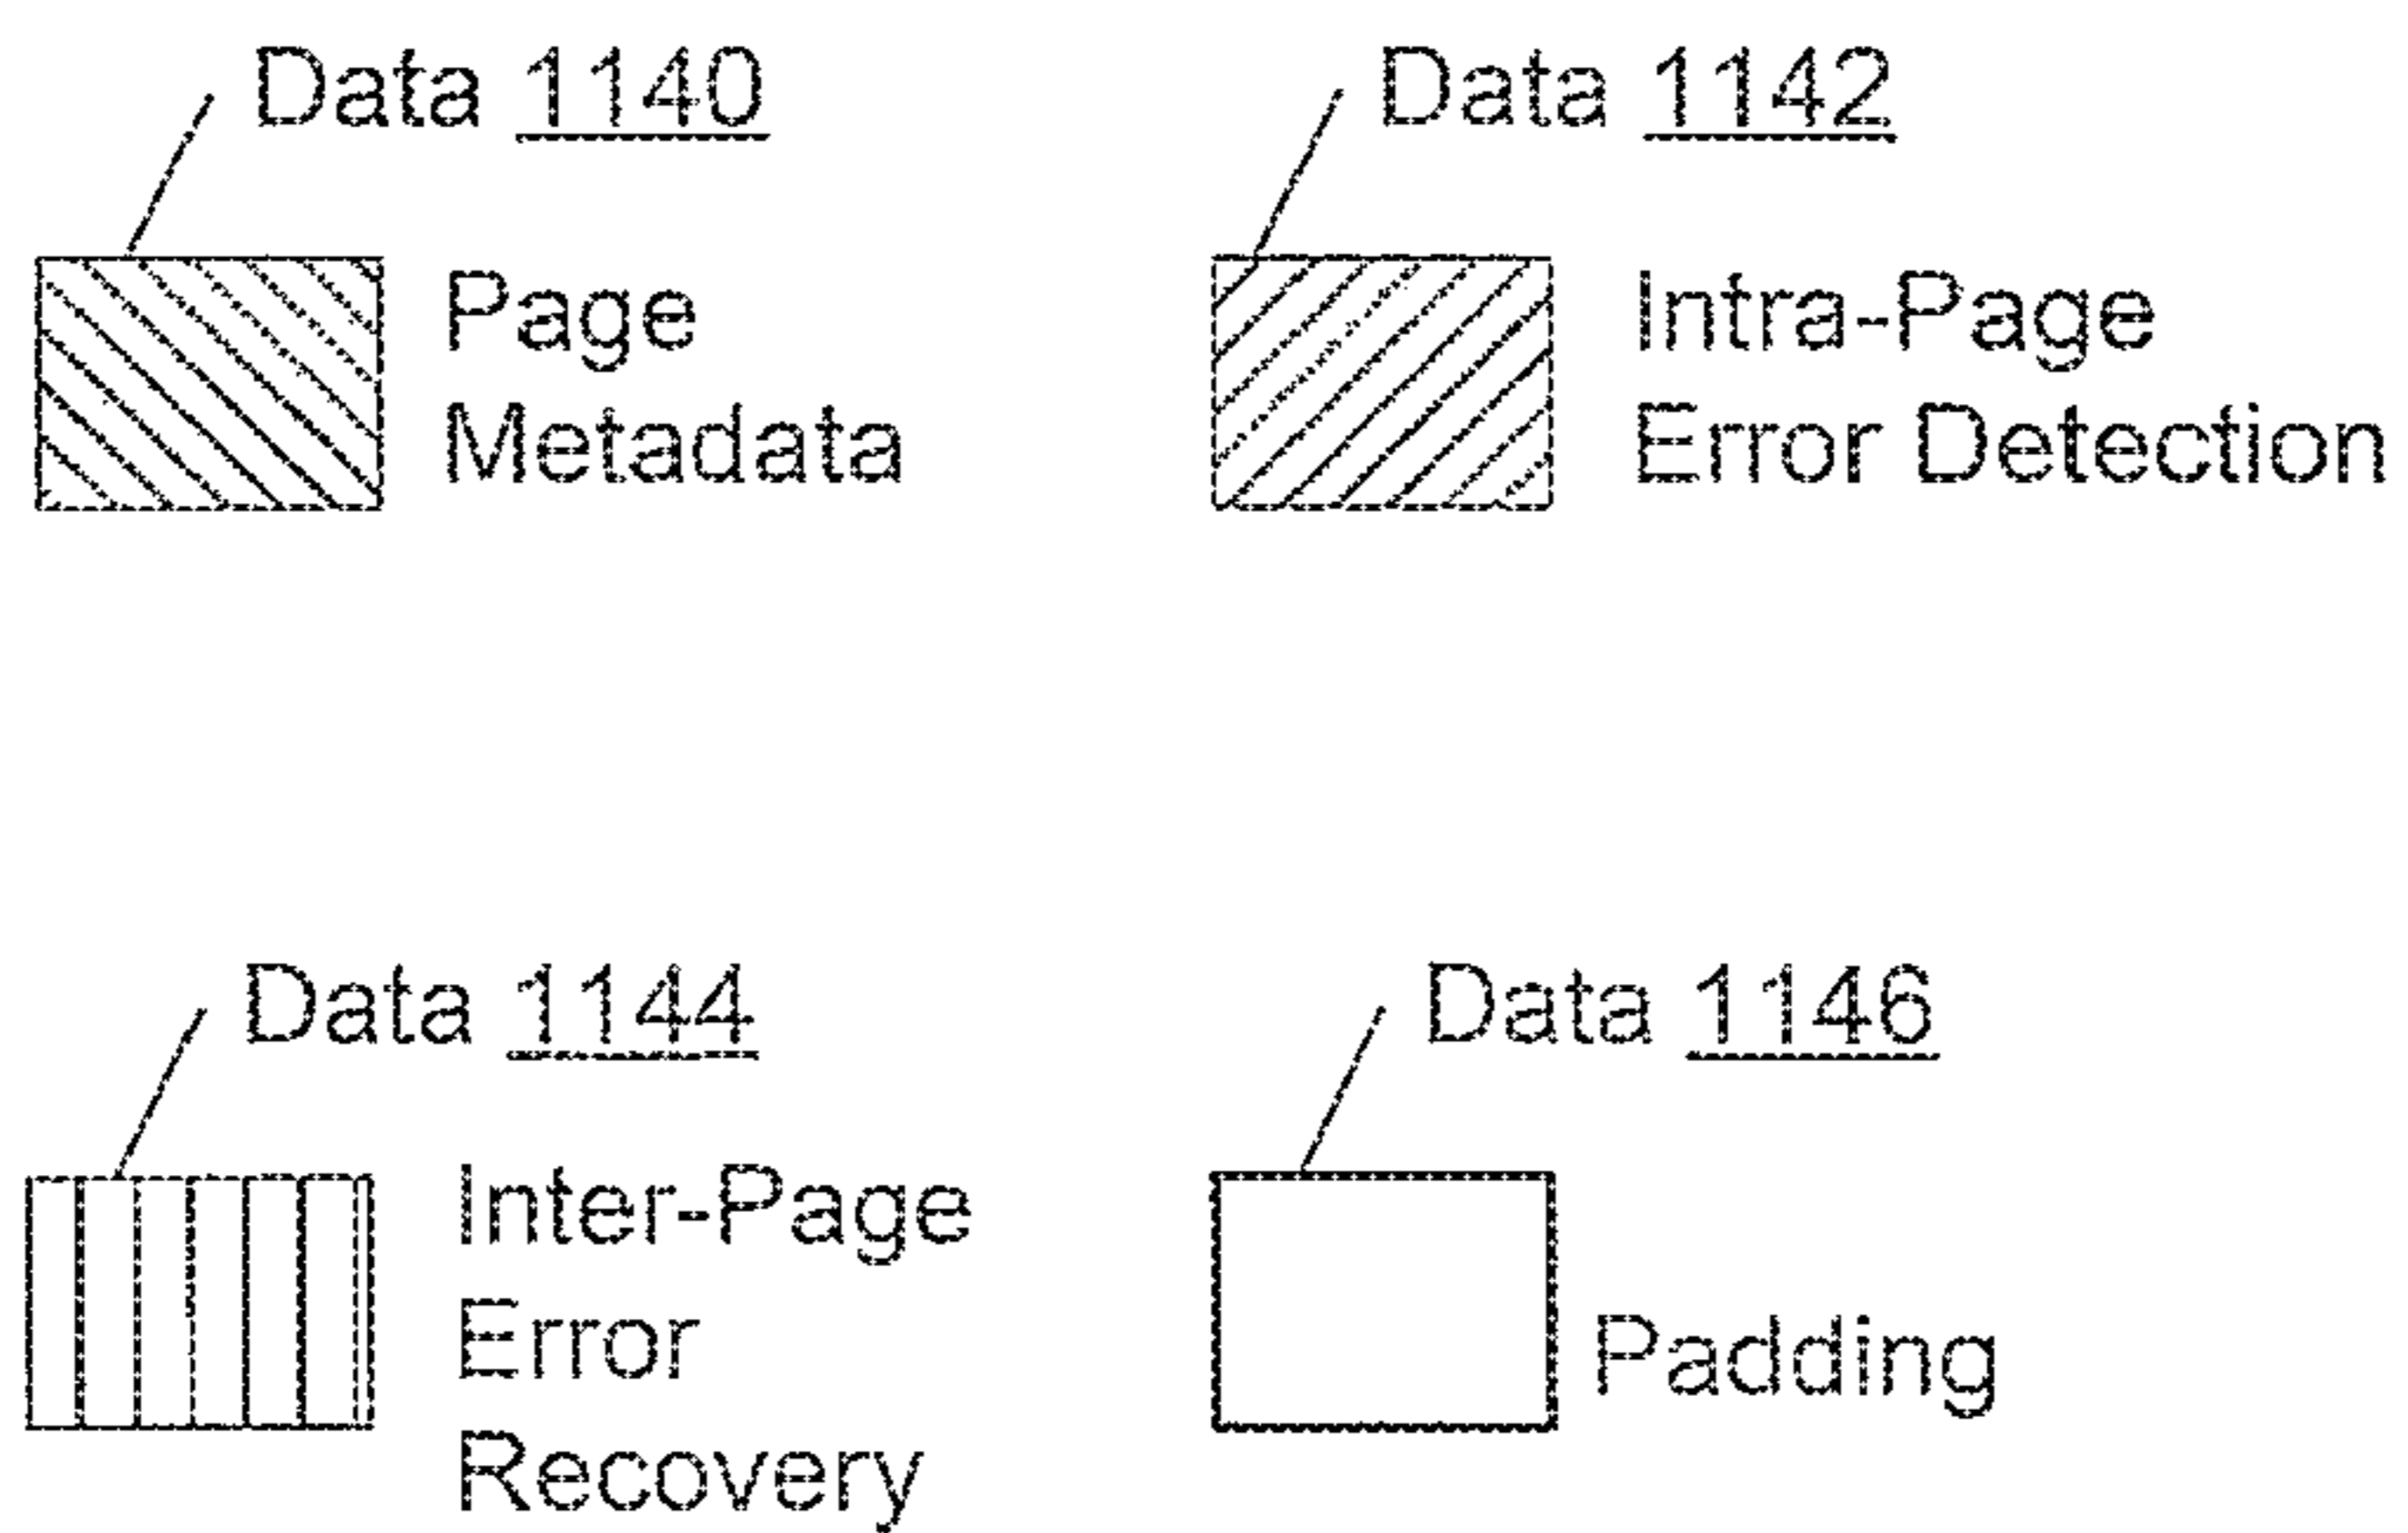 Data 1140
Page
Metadata
Data 1142
Intra-Page
Error Detection
Data 1144
Inter-Page
Error
Recovery
Data 1146
Padding